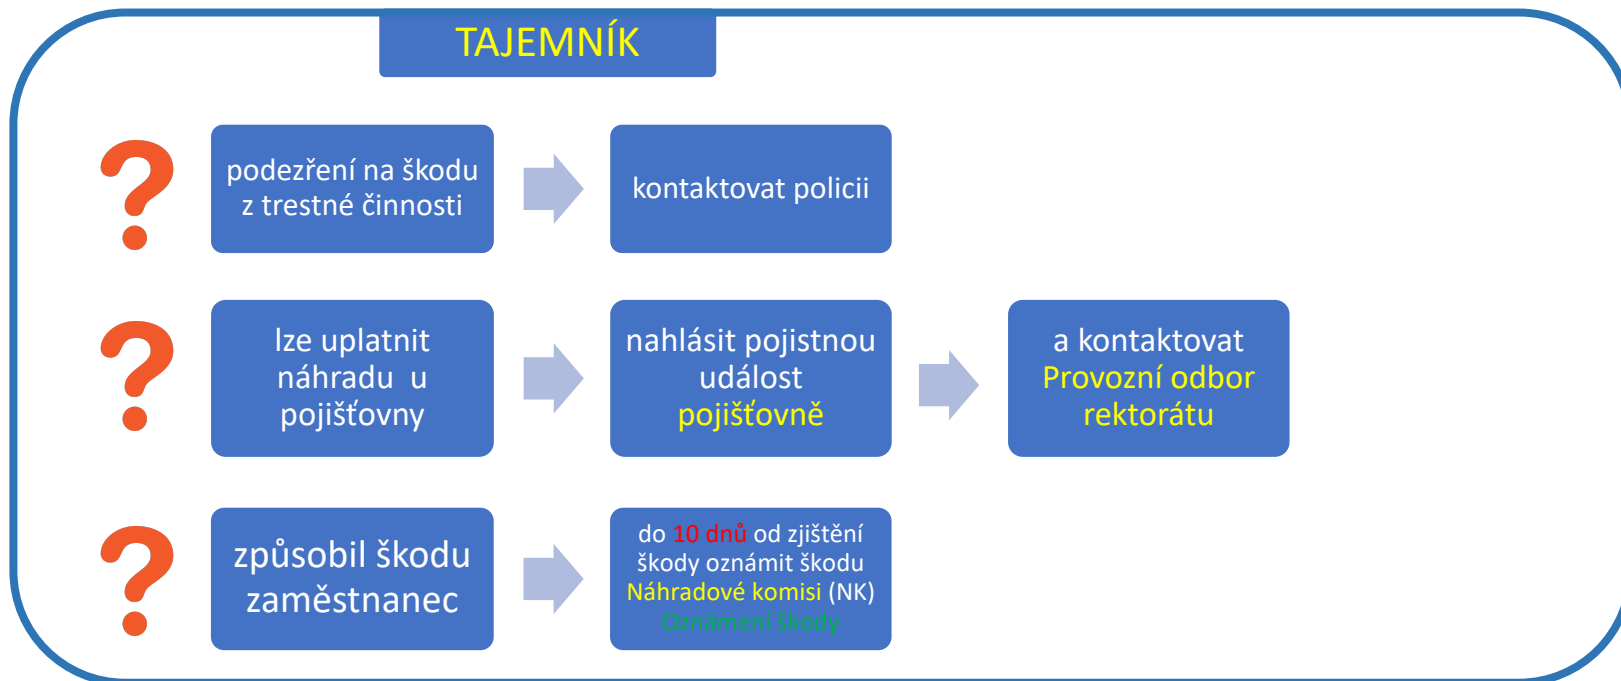 TAJEMNÍK
?
podezření na škodu
z trestné činnosti
kontaktovat policii
?
lze uplatnit
náhradu u
pojišťovny
nahlásit pojistnou
událost
pojišťovně
a kontaktovat
Provozní odbor
rektorátu
?
způsobil škodu
zaměstnanec
do 10 dnů od zjištění
škody oznámit škodu
Náhradové komisi (NK)
Oznámení škody